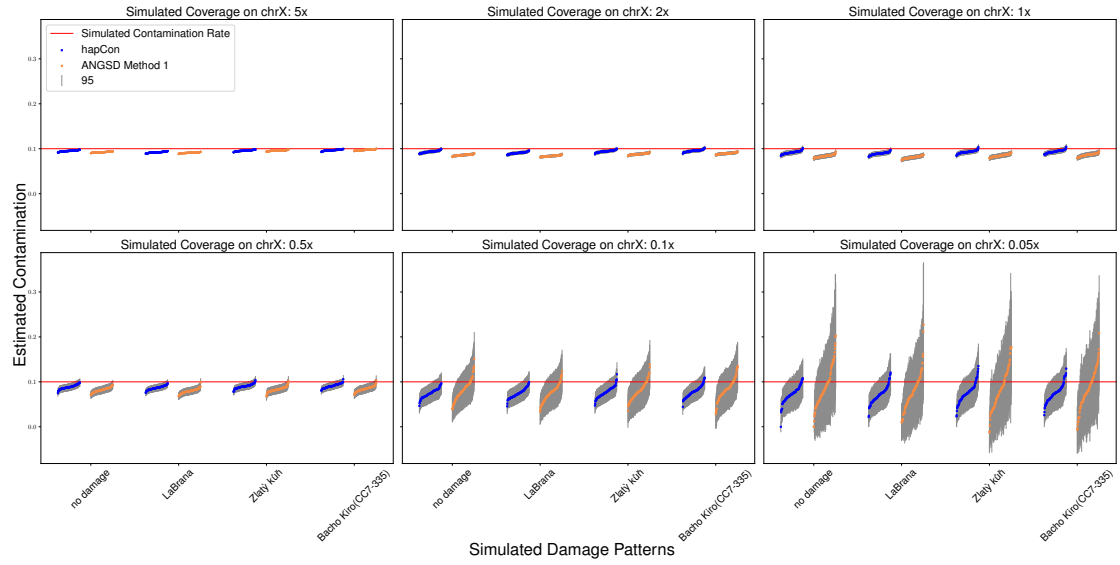 Simulated Coverage on chrX: 5x
Simulated Coverage on chrX: 2x
Simulated Coverage on chrX: 1x
Simulated Contamination Rate
hapCon
ANGSD Method 1
95
0.3
0.2
0.1
0.0
Simulated Coverage on chrX: 0.5x
Simulated Coverage on chrX: 0.1x
Simulated Coverage on chrX: 0.05x
0.3
0.2
0.1
0.0
Estimated Contamination
no damage
LaBrana
Zlatý kůň
Bacho Kiro(CC7-335)
no damage
LaBrana
Zlatý kůň
Bacho Kiro(CC7-335)
no damage
LaBrana
Zlatý kůň
Bacho Kiro(CC7-335)
Simulated Damage Patterns